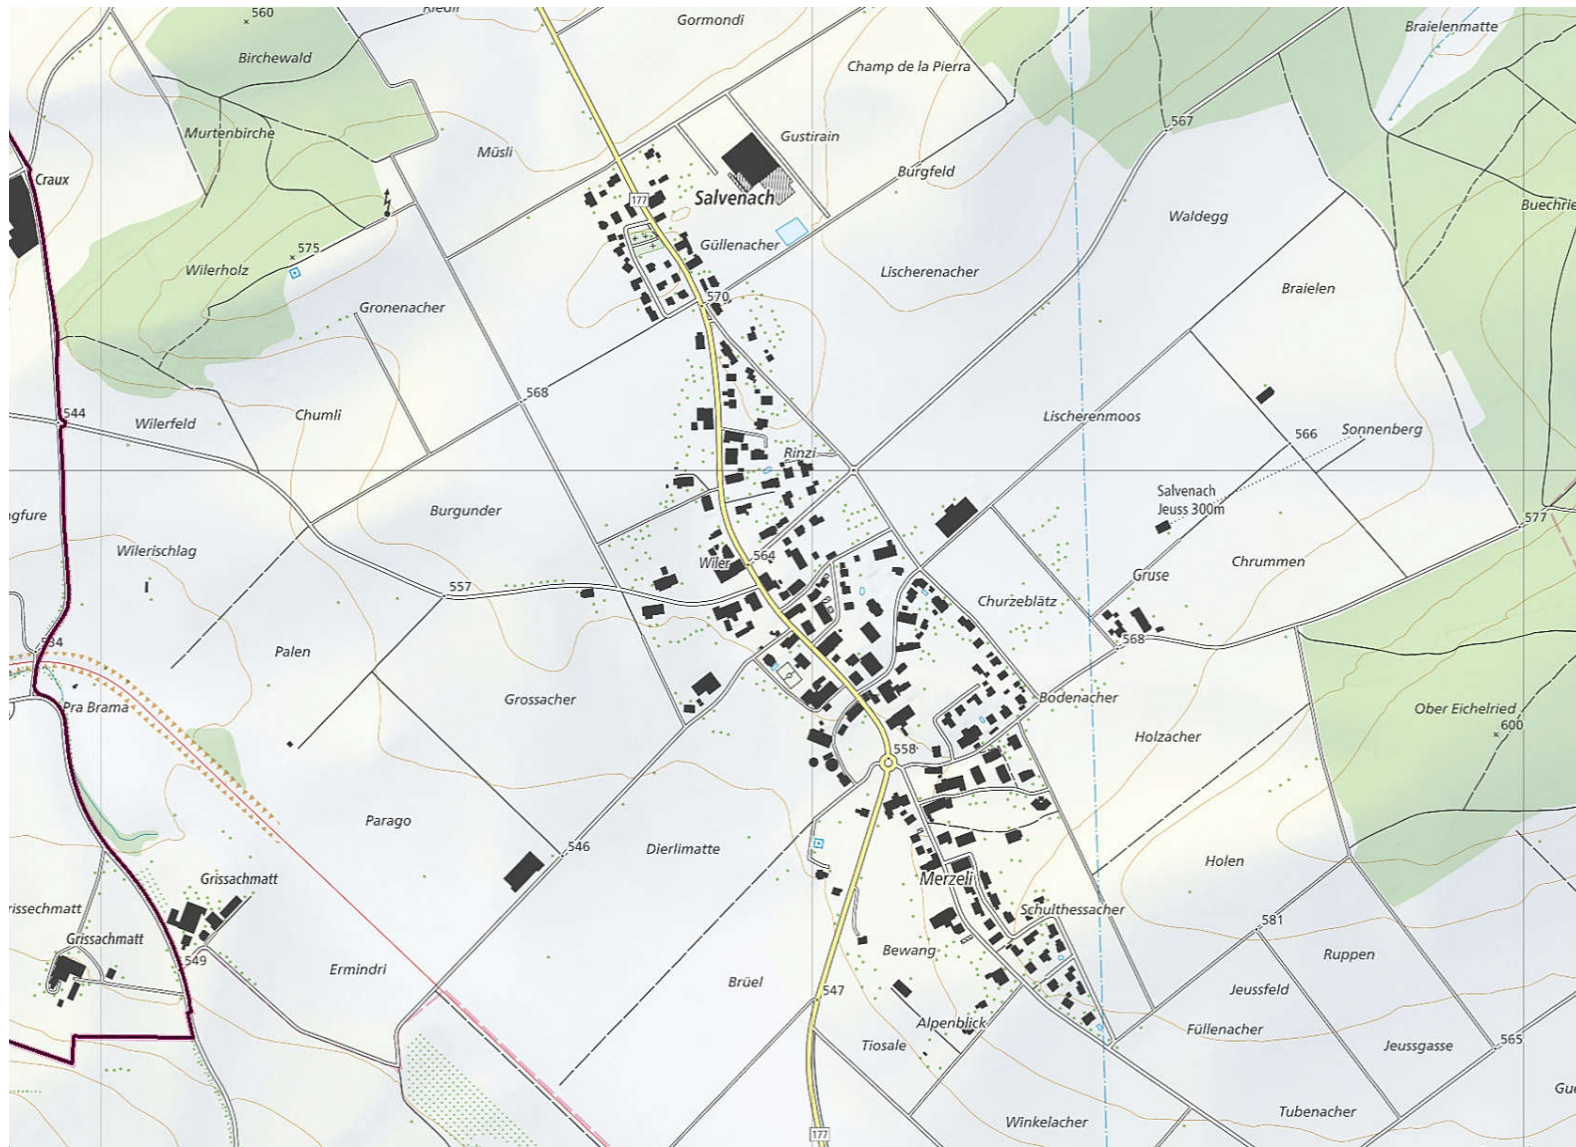 560
Riedli
Gormondi
Braielenmatte
Birchewald
Champ de la Pierra
Murtenbirche
Müsli
Gustirain
567
Craux
Burgfeld
177
Salvenach
Waldegg
Buechrie
575
Güllenacher
Wilerholz
Lischerenacher
Braielen
Gronenacher
570
568
544
Wilerfeld
Chumli
Lischerenmoos
566
Sonnenberg
Rinzi
Salvenach
Jeuss 300m
ngfure
Burgunder
577
Wilerischlag
Wiler
564
Chrummen
557
Gruse
Churzeblätz
534
568
Palen
Grossacher
Bodenacher
Pra Brama
Ober Eichelried
600
Holzacher
558
Parago
546
Dierlimatte
Holen
Grissachmatt
Merzeli
rissechmatt
Schulthessacher
581
Grissachmatt
Bewang
Ruppen
549
Ermindri
Brüel
547
Jeussfeld
Alpenblick
Füllenacher
Tiosale
Jeussgasse
565
Gue
Tubenacher
Winkelacher
177